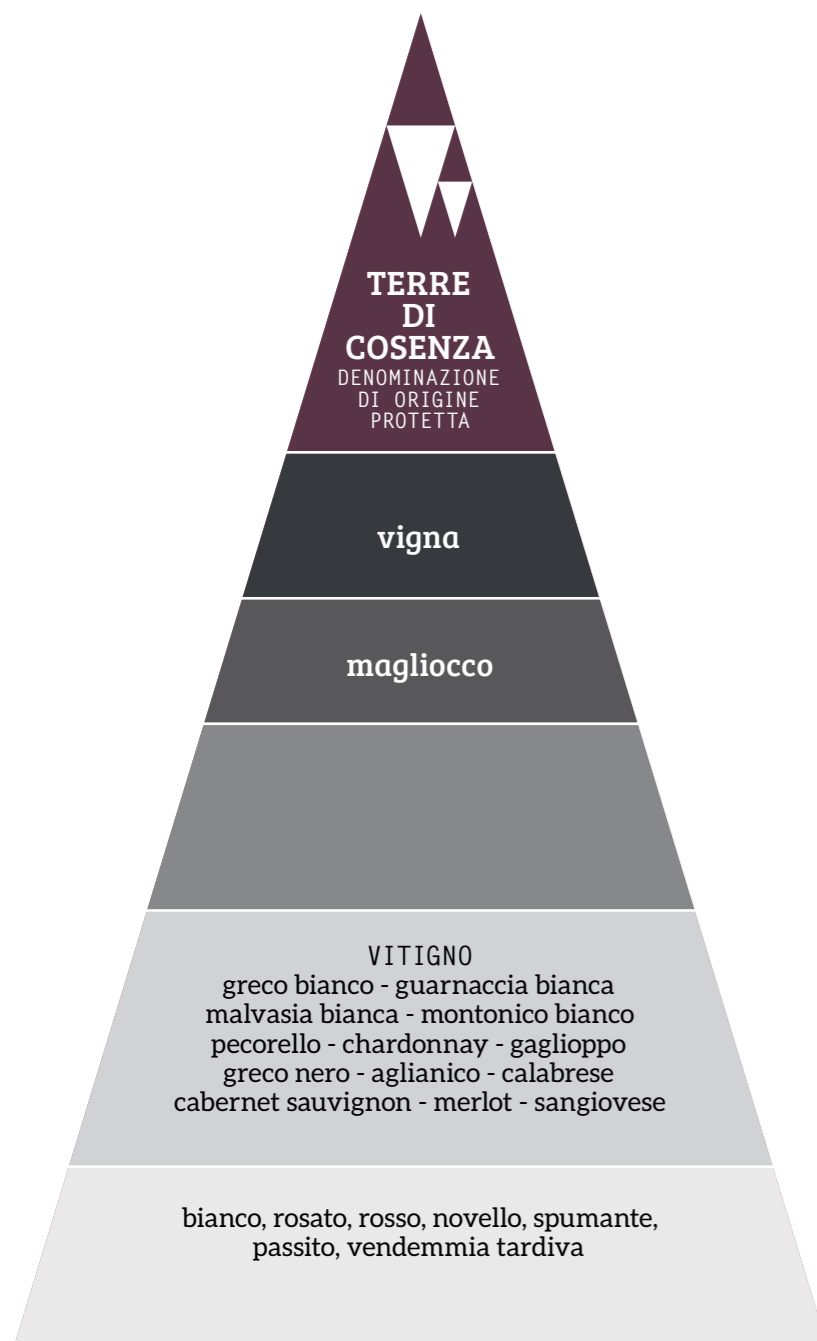 TERRE
DI
COSENZA
DENOMINAZIONE
DI ORIGINE
PROTETTA
vigna
magliocco
VITIGNO
greco bianco - guarnaccia bianca
malvasia bianca - montonico bianco
pecorello - chardonnay - gaglioppo
greco nero - aglianico - calabrese
cabernet sauvignon - merlot - sangiovese
bianco, rosato, rosso, novello, spumante,
passito, vendemmia tardiva